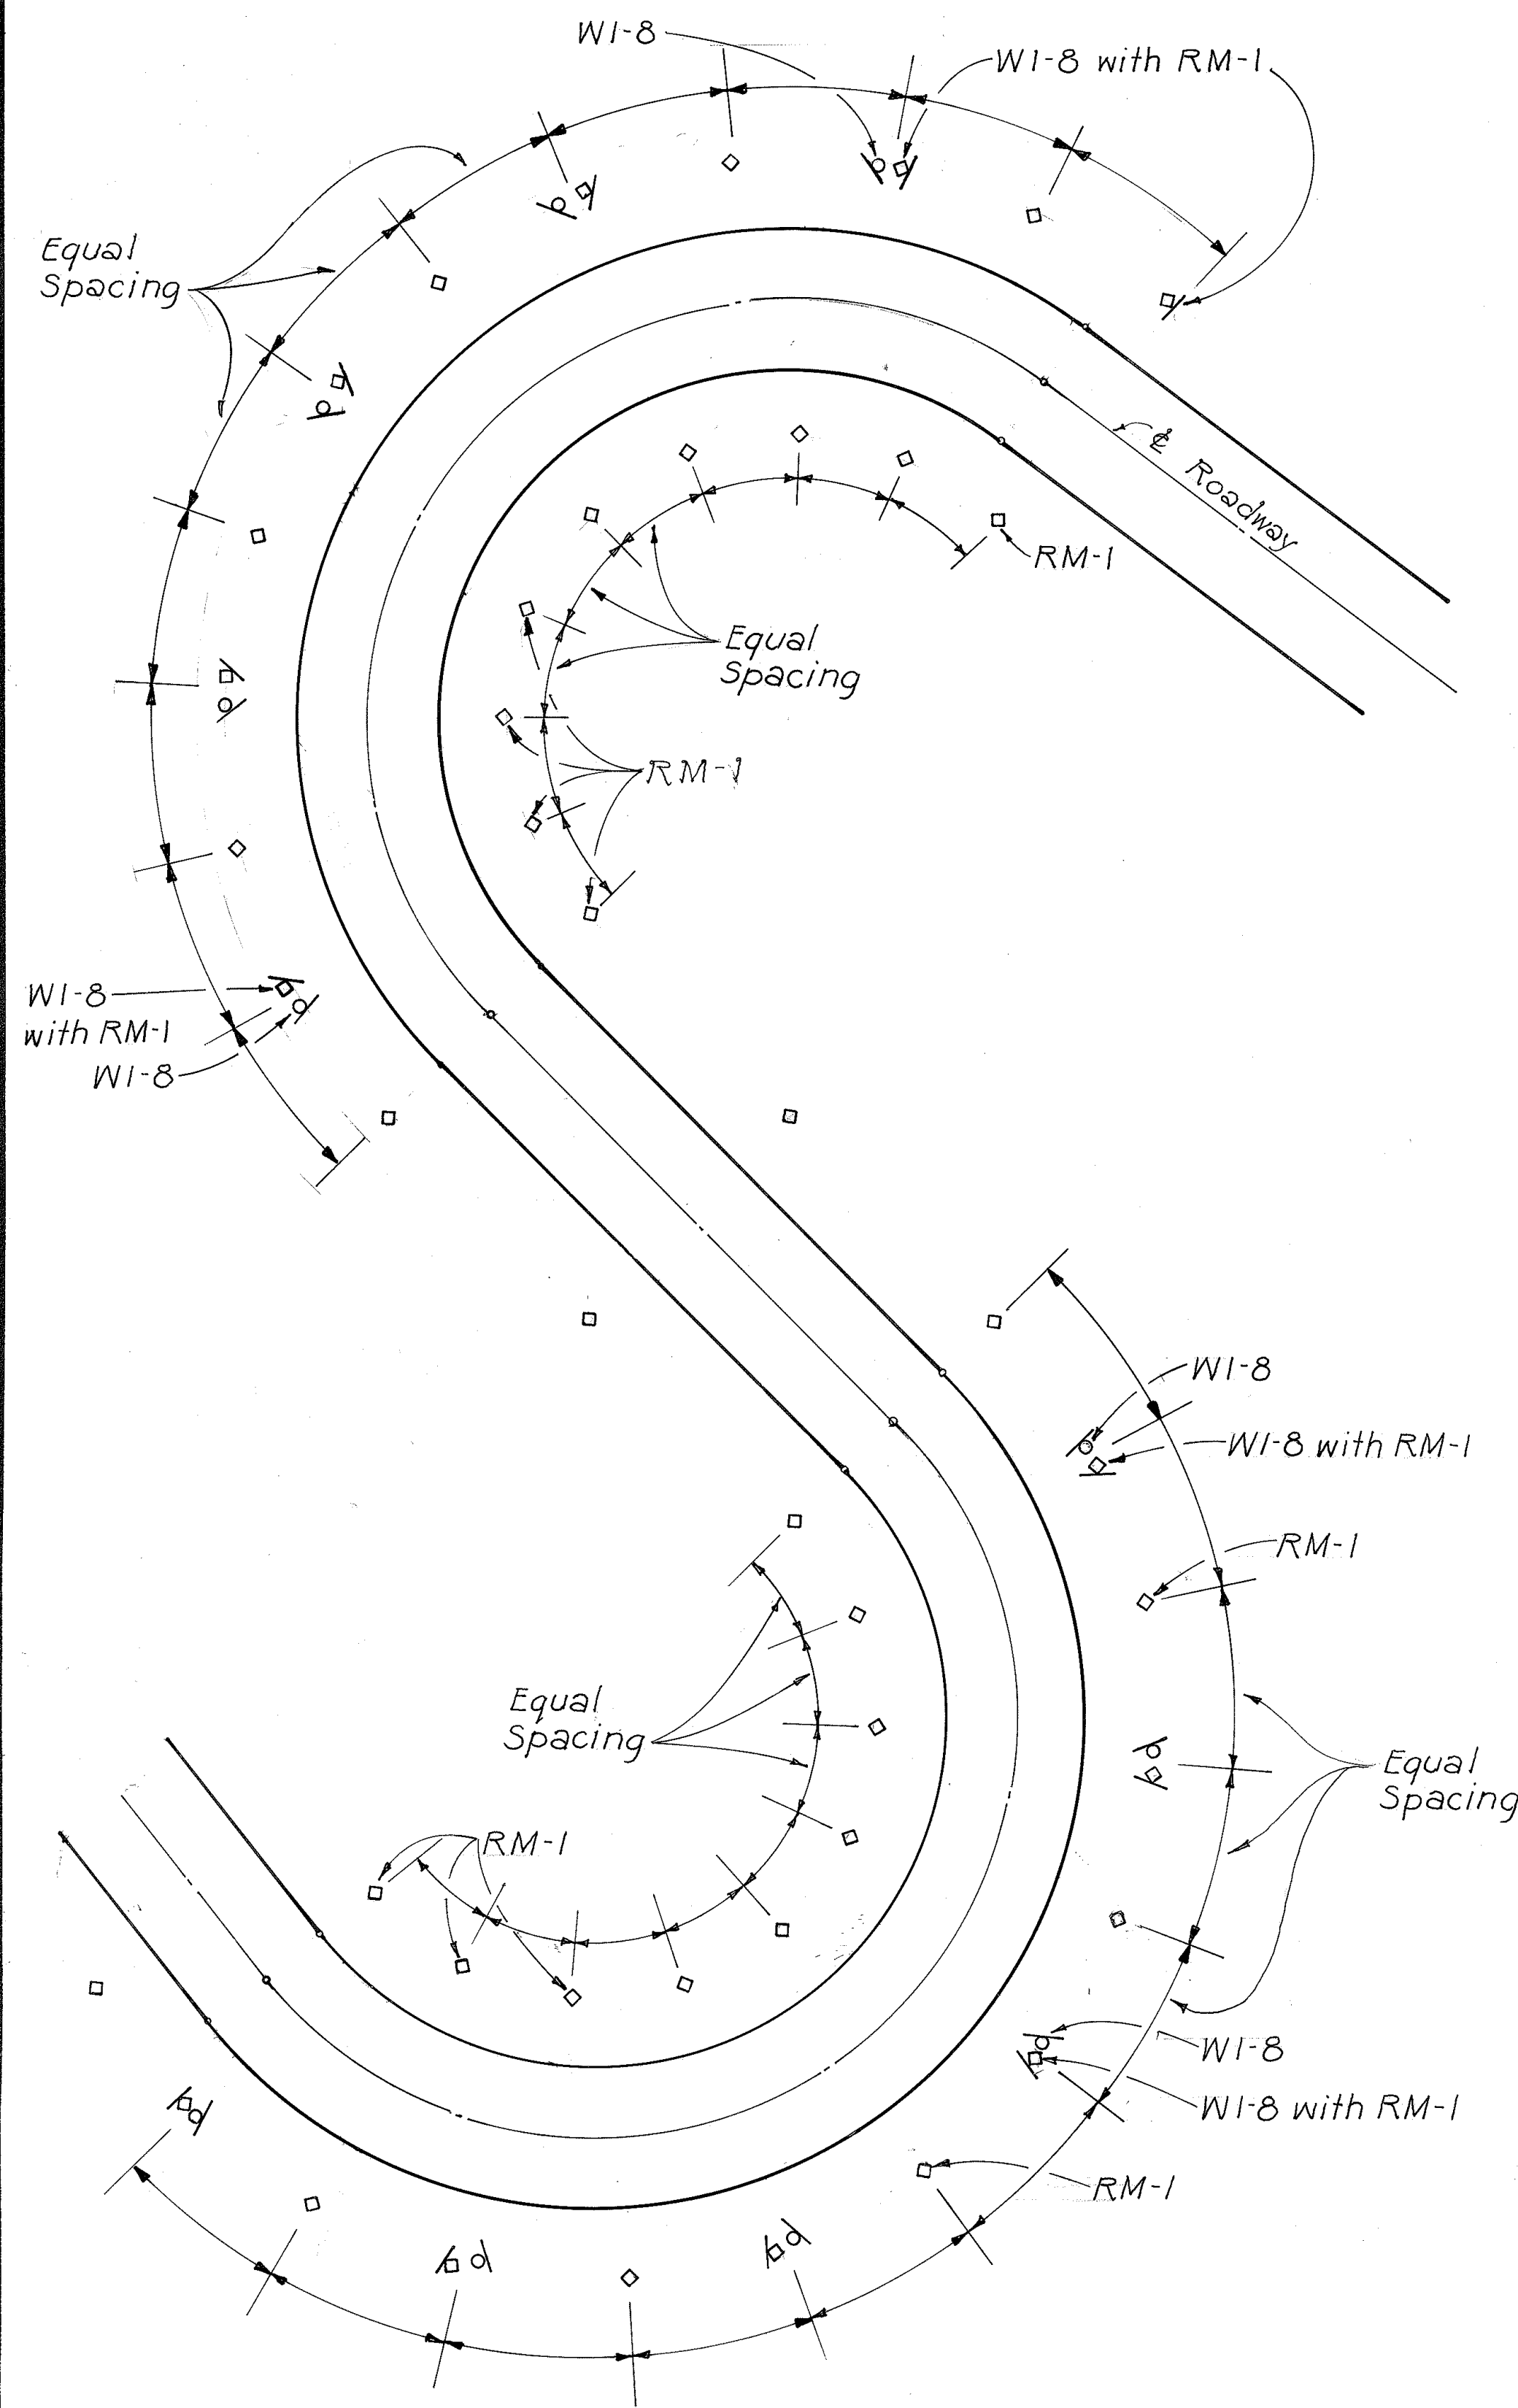 W1-8
W1-8 with RM-1
Equal
Spacing
℄ Roadway
RM-1
Equal
Spacing
RM-1
W1-8
with RM-1
W1-8
W1-8
W1-8 with RM-1
RM-1
Equal
Spacing
Equal
Spacing
RM-1
W1-8
W1-8 with RM-1
RM-1